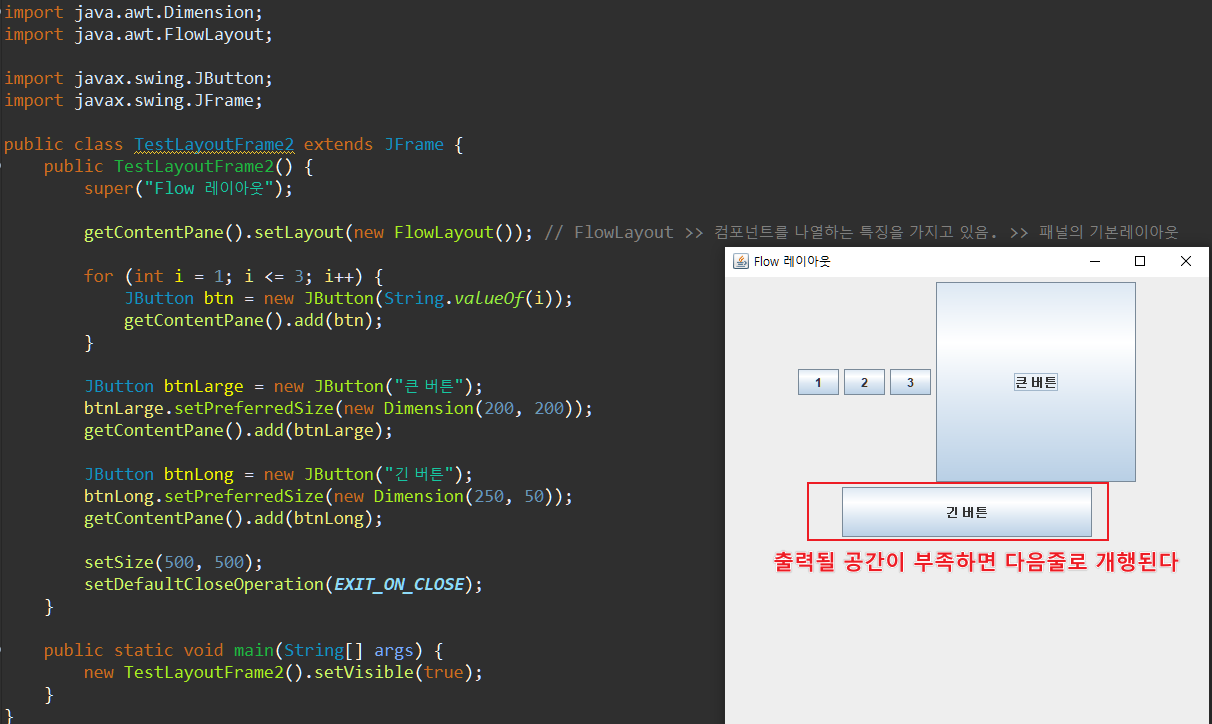 import java.awt.Dimension;
import java.awt.FlowLayout;
import javax.swing.JButton;
import javax.swing.JFrame;
public class TestLayoutFrame2 extends JFrame {
public TestLayoutFrame2() {
super("Flow 레이아웃");
getContentPane().setLayout(new FlowLayout()); // FlowLayout >> 컴포넌트를 나열하는 특징을 가지고 있음. >> 패널의 기본레이아웃
for (int i = 1; i <= 3; i++) {
JButton btn = new JButton(String.valueOf(i));
getContentPane().add(btn);
}
JButton btnLarge = new JButton("큰 버튼");
btnLarge.setPreferredSize(new Dimension(200, 200));
getContentPane().add(btnLarge);
JButton btnLong = new JButton("긴 버튼");
btnLong.setPreferredSize(new Dimension(250, 50));
getContentPane().add(btnLong);
setSize(500, 500);
setDefaultCloseOperation(EXIT_ON_CLOSE);
}
public static void main(String[] args) {
new TestLayoutFrame2().setVisible(true);
}
}
Flow 레이아웃
1 2 3 큰 버튼
긴 버튼
출력될 공간이 부족하면 다음줄로 개행된다